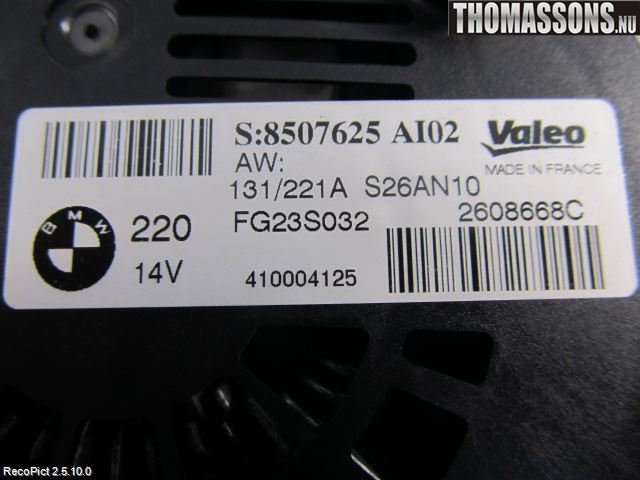 THOMASSONS.NU
S:8507625 AI02
Valeo
AW:
MADE IN FRANCE
131/221A S26AN10
BMW
220
FG23S032
2608668C
14V
410004125
RecoPict 2.5.10.0